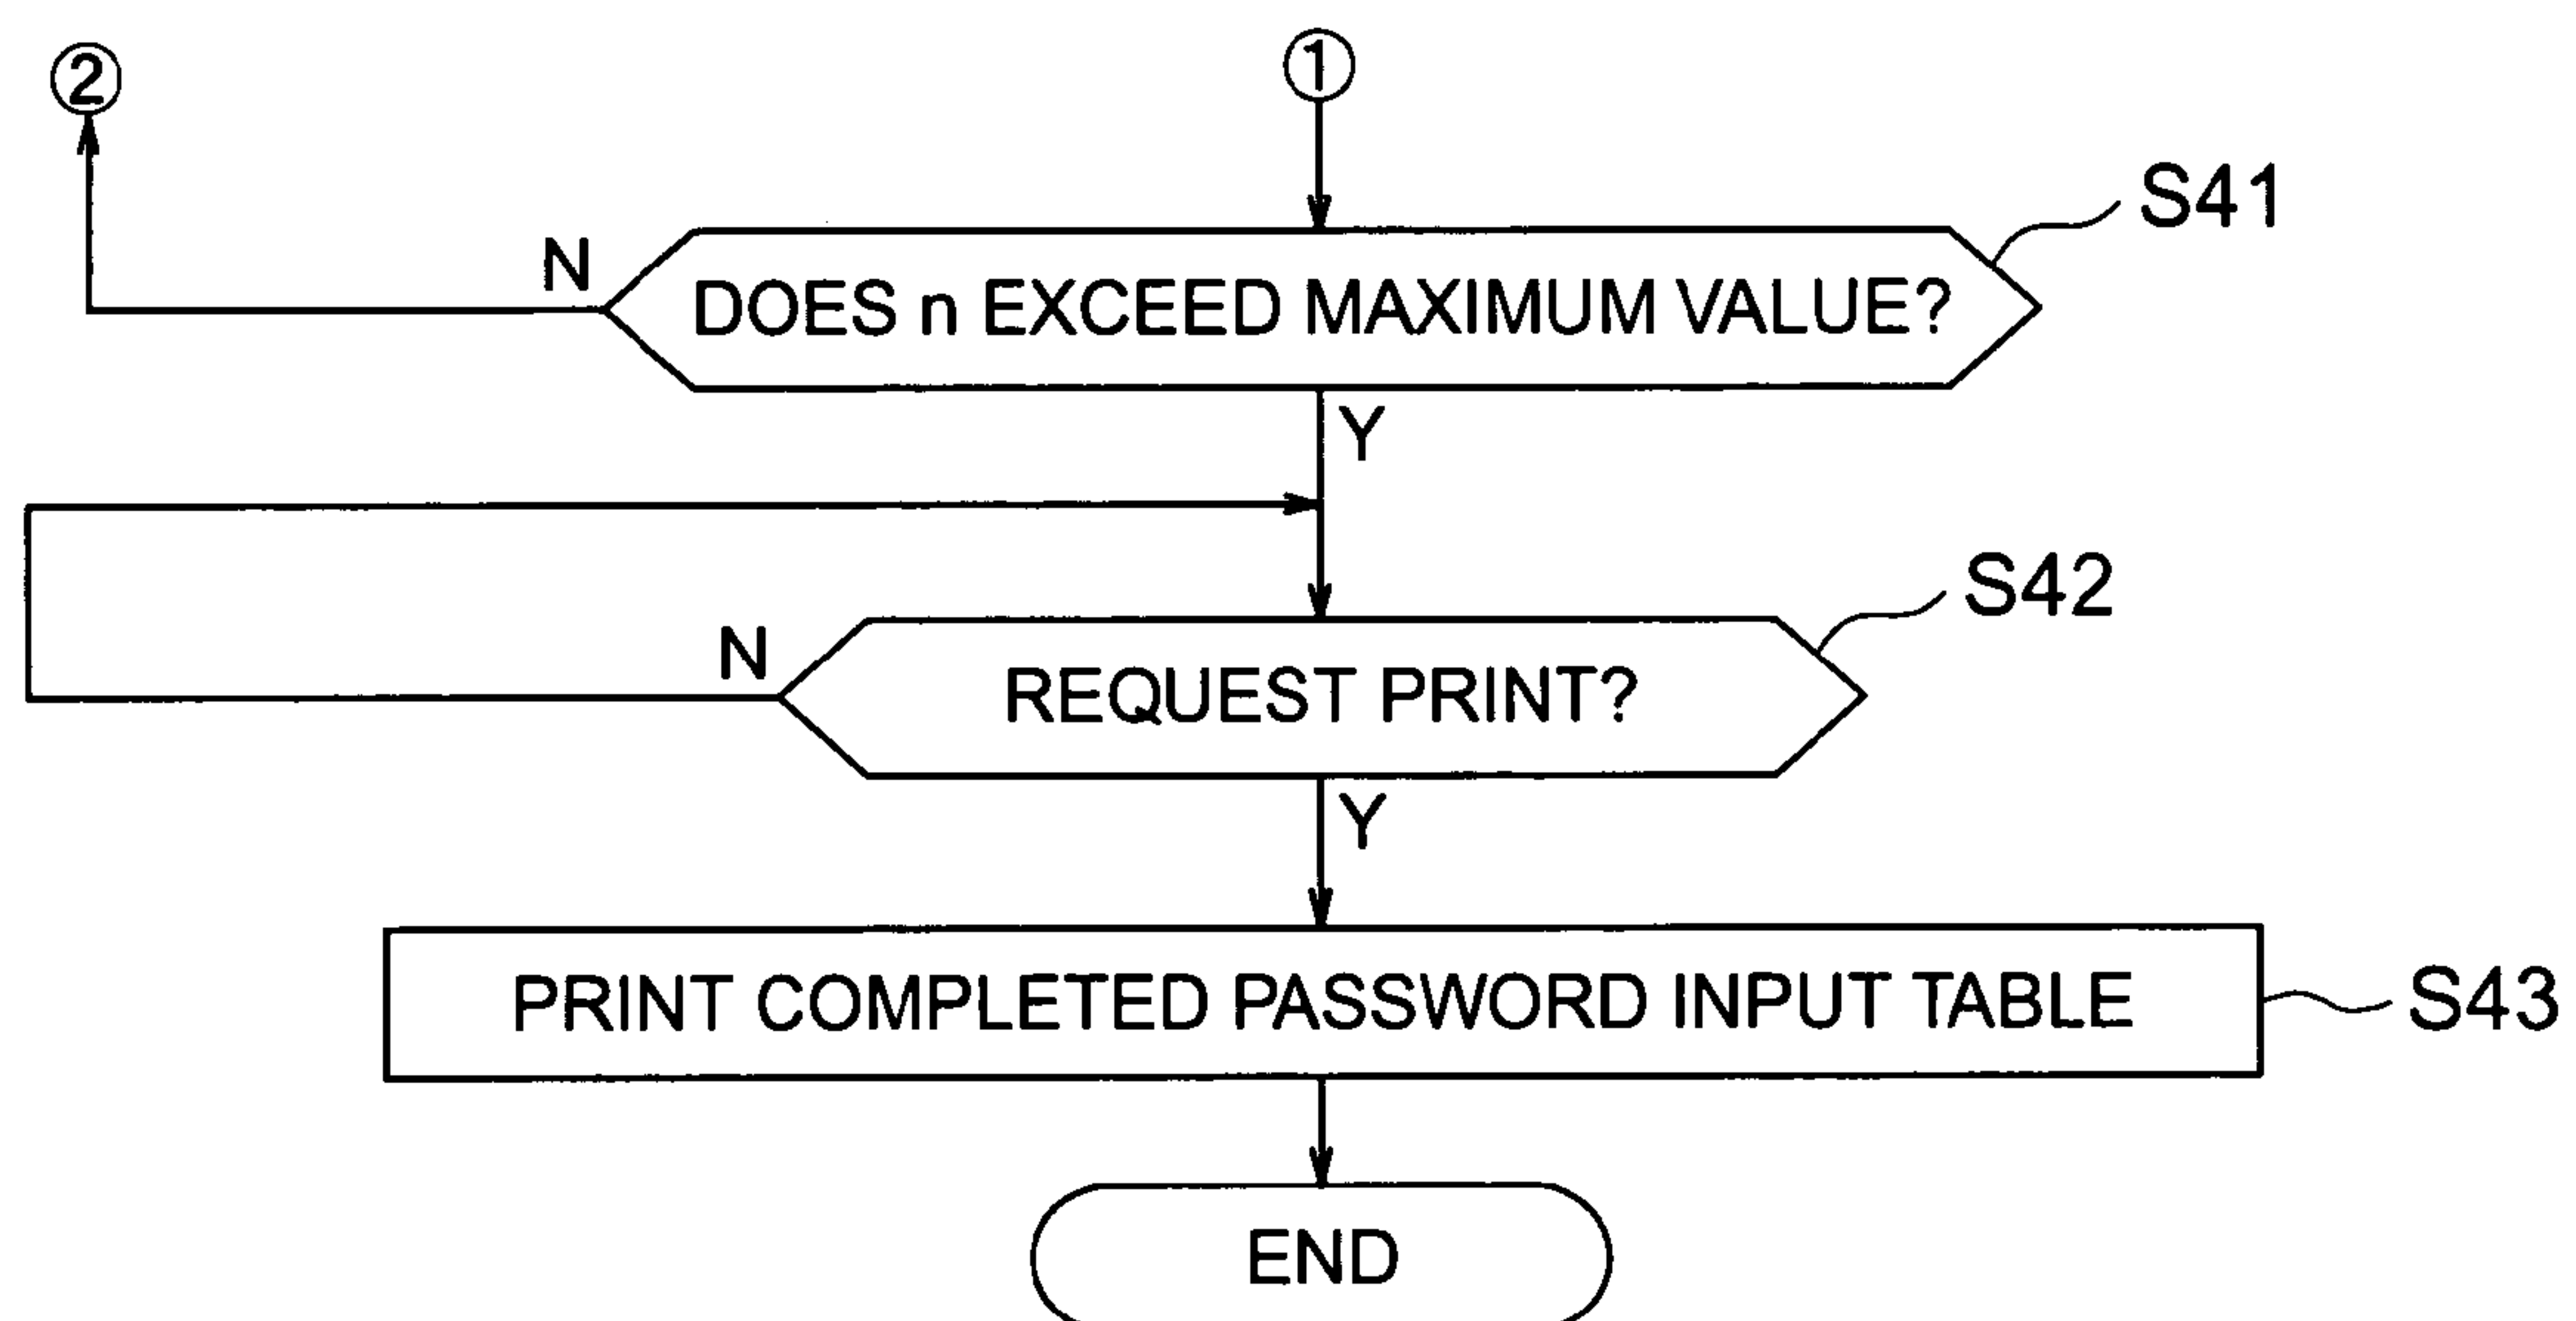 ② ①
S41
N DOES n EXCEED MAXIMUM VALUE?
Y
S42
N REQUEST PRINT?
Y
PRINT COMPLETED PASSWORD INPUT TABLE S43
END